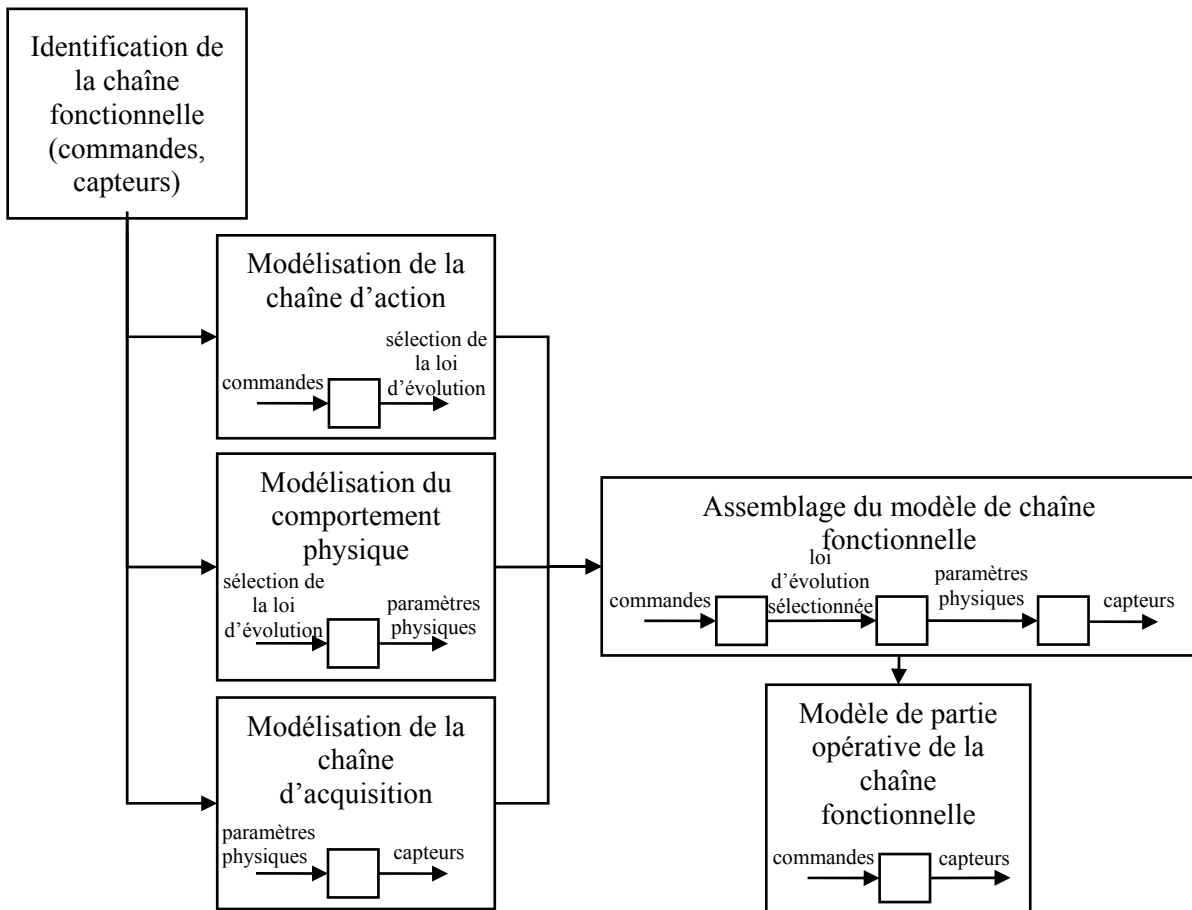 Identification de
la chaîne
fonctionnelle
(commandes,
capteurs)
Modélisation de la
chaîne d’action
sélection de
la loi
d’évolution
commandes
Modélisation du
comportement
physique
sélection de
la loi
d’évolution
paramètres
physiques
Modélisation de la
chaîne
d’acquisition
paramètres
physiques
capteurs
Assemblage du modèle de chaîne
fonctionnelle
commandes
loi
d’évolution
sélectionnée
paramètres
physiques
capteurs
Modèle de partie
opérative de la
chaîne
fonctionnelle
commandes
capteurs